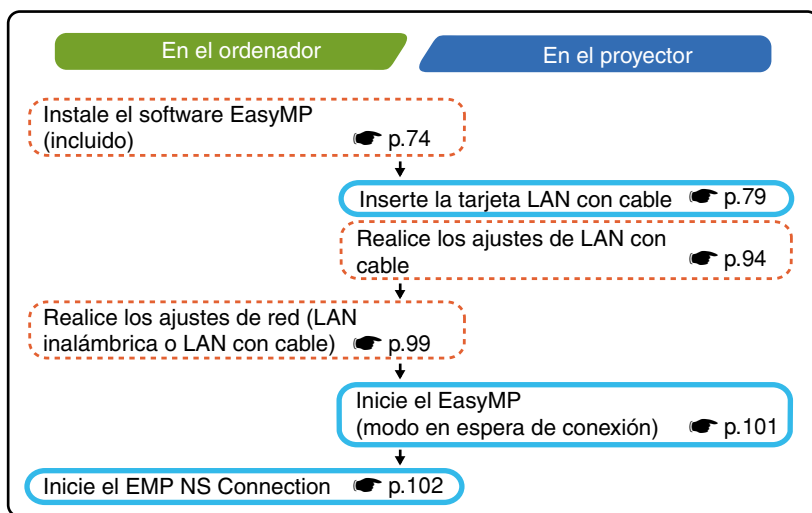 En el ordenador
En el proyector
Instale el software EasyMP
(incluido) ☛ p.74
Inserte la tarjeta LAN con cable ☛ p.79
Realice los ajustes de LAN con
cable ☛ p.94
Realice los ajustes de red (LAN
inalámbrica o LAN con cable) ☛ p.99
Inicie el EasyMP
(modo en espera de conexión) ☛ p.101
Inicie el EMP NS Connection ☛ p.102